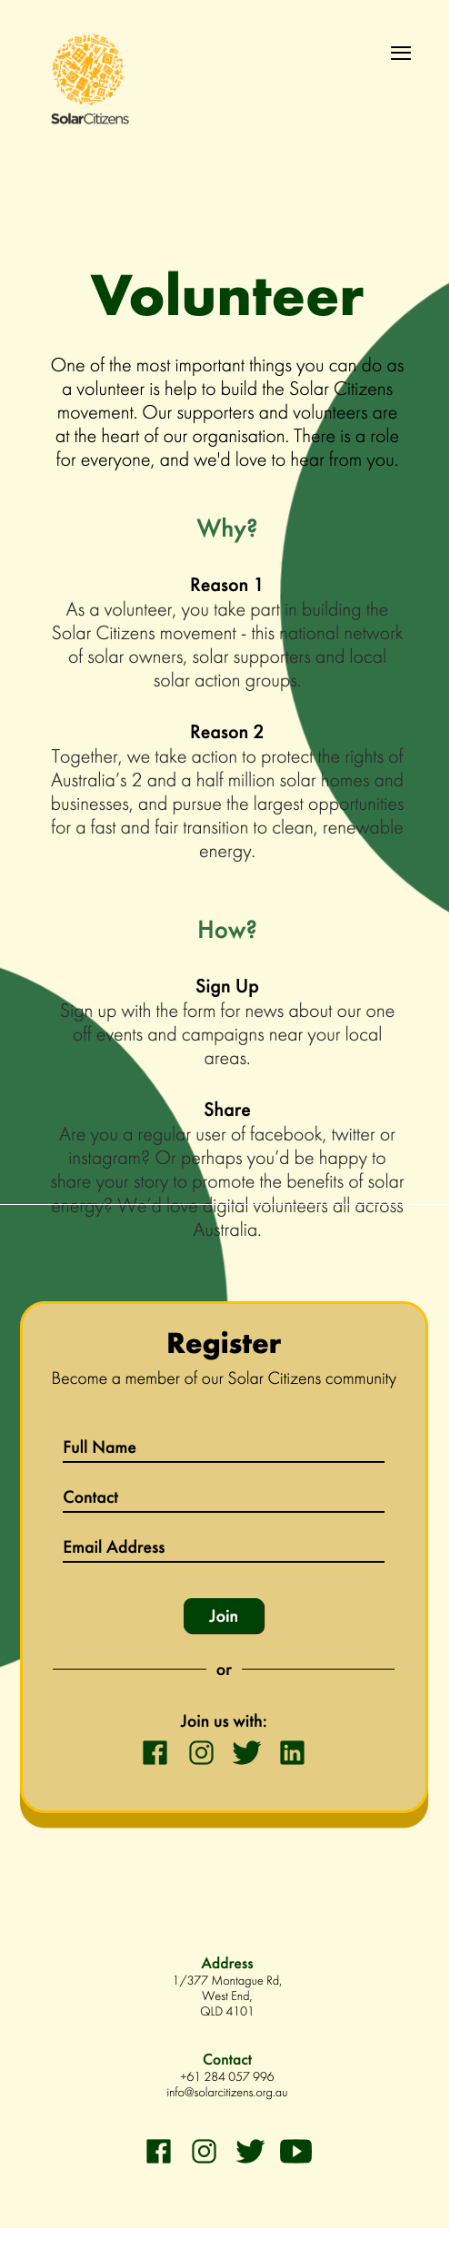 SolarCitizens
Volunteer
One of the most important things you can do as
a volunteer is help to build the Solar Citizens
movement. Our supporters and volunteers are
at the heart of our organisation. There is a role
for everyone, and we'd love to hear from you.
Why?
Reason 1
As a volunteer, you take part in building the
Solar Citizens movement - this national network
of solar owners, solar supporters and local
solar action groups.
Reason 2
Together, we take action to protect the rights of
Australia’s 2 and a half million solar homes and
businesses, and pursue the largest opportunities
for a fast and fair transition to clean, renewable
energy.
How?
Sign Up
Sign up with the form for news about our one
off events and campaigns near your local
areas.
Share
Are you a regular user of facebook, twitter or
instagram? Or perhaps you’d be happy to
share your story to promote the benefits of solar
energy? We’d love digital volunteers all across
Australia.
Register
Become a member of our Solar Citizens community
Full Name
Contact
Email Address
Join
or
Join us with:
Address
1/377 Montague Rd,
West End,
QLD 4101
Contact
+61 284 057 996
info@solarcitizens.org.au